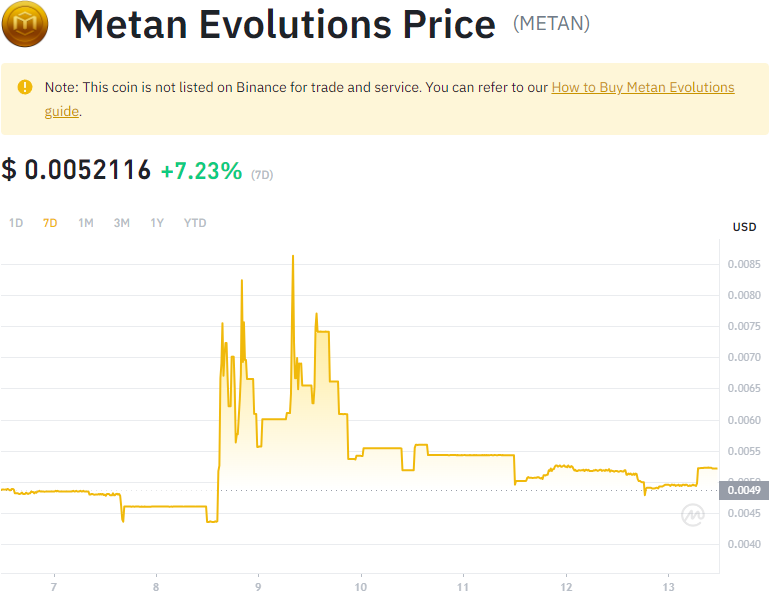 Metan Evolutions Price (METAN)
Note: This coin is not listed on Binance for trade and service. You can refer to our How to Buy Metan Evolutions
guide.
$ 0.0052116 +7.23% (7D)
1D 7D 1M 3M 1Y YTD
USD
0.0085
0.0080
0.0075
0.0070
0.0065
0.0060
0.0055
0.0050
0.0049
0.0045
0.0040
7 8 9 10 11 12 13